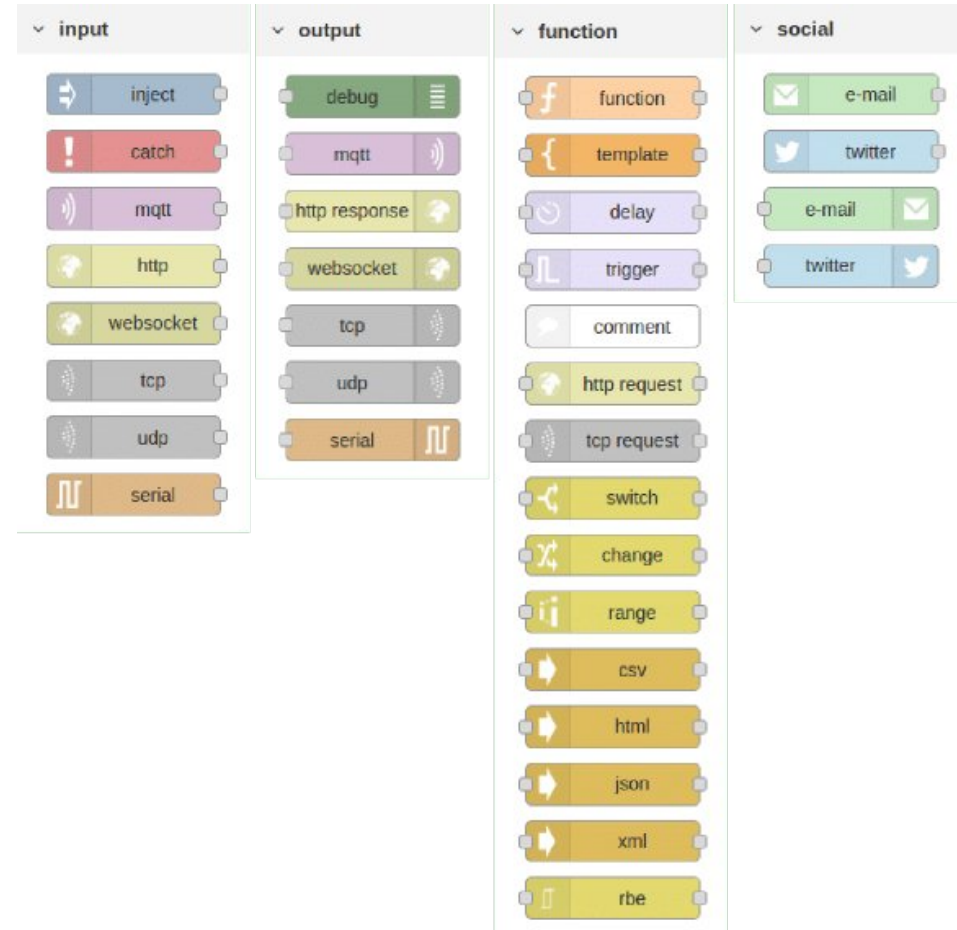 input
inject
catch
mqtt
http
websocket
tcp
udp
serial
output
debug
mqtt
http response
websocket
tcp
udp
serial
function
function
template
delay
trigger
comment
http request
tcp request
switch
change
range
csv
html
json
xml
rbe
social
e-mail
twitter
e-mail
twitter